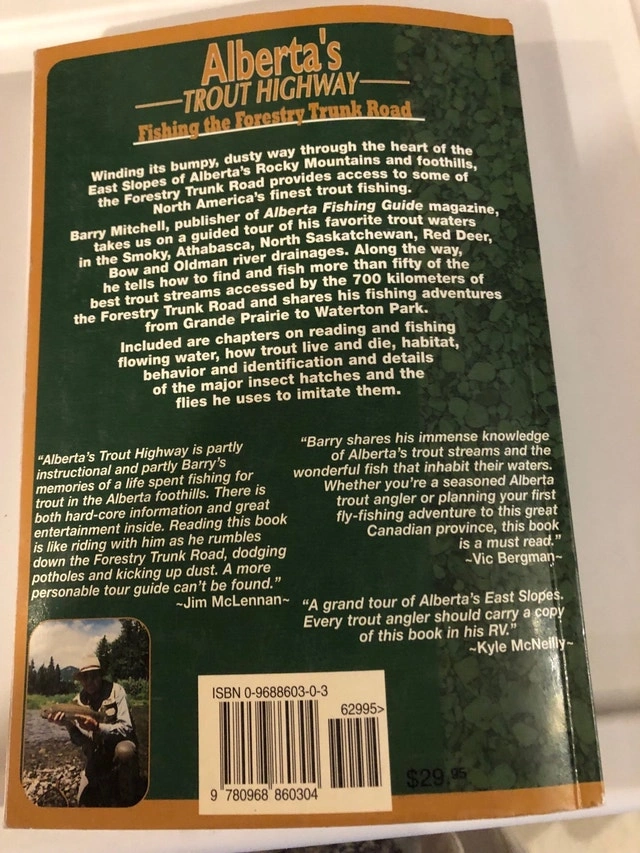 Alberta's
TROUT HIGHWAY
Fishing the Forestry Trunk Road
Winding its bumpy, dusty way through the heart of the
East Slopes of Alberta's Rocky Mountains and foothills,
the Forestry Trunk Road provides access to some of
North America's finest trout fishing.
Barry Mitchell, publisher of Alberta Fishing Guide magazine,
takes us on a guided tour of his favorite trout waters
in the Smoky, Athabasca, North Saskatchewan, Red Deer,
Bow and Oldman river drainages. Along the way,
he tells how to find and fish more than fifty of the
best trout streams accessed by the 700 kilometers of
the Forestry Trunk Road and shares his fishing adventures
from Grande Prairie to Waterton Park.
Included are chapters on reading and fishing
flowing water, how trout live and die, habitat,
behavior and identification and details
of the major insect hatches and the
flies he uses to imitate them.
"Alberta's Trout Highway is partly
instructional and partly Barry's
memories of a life spent fishing for
trout in the Alberta foothills. There is
both hard-core information and great
entertainment inside. Reading this book
is like riding with him as he rumbles
down the Forestry Trunk Road, dodging
potholes and kicking up dust. A more
personable tour guide can't be found."
~Jim McLennan~
"Barry shares his immense knowledge
of Alberta's trout streams and the
wonderful fish that inhabit their waters.
Whether you're a seasoned Alberta
trout angler or planning your first
fly-fishing adventure to this great
Canadian province, this book
is a must read."
~Vic Bergman~
"A grand tour of Alberta's East Slopes.
Every trout angler should carry a copy
of this book in his RV."
~Kyle McNeilly~
ISBN 0-9688603-0-3
62995>
9 780968 860304
$29.95